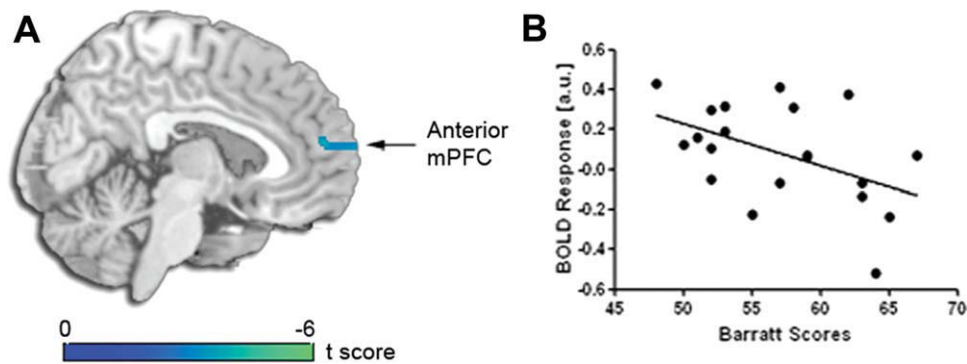 A
Anterior
mPFC
0
-6
t score
B
BOLD Response [a.u.]
0.6
0.4
0.2
-0.0
-0.2
-0.4
-0.6
45
50
55
60
65
70
Barratt Scores